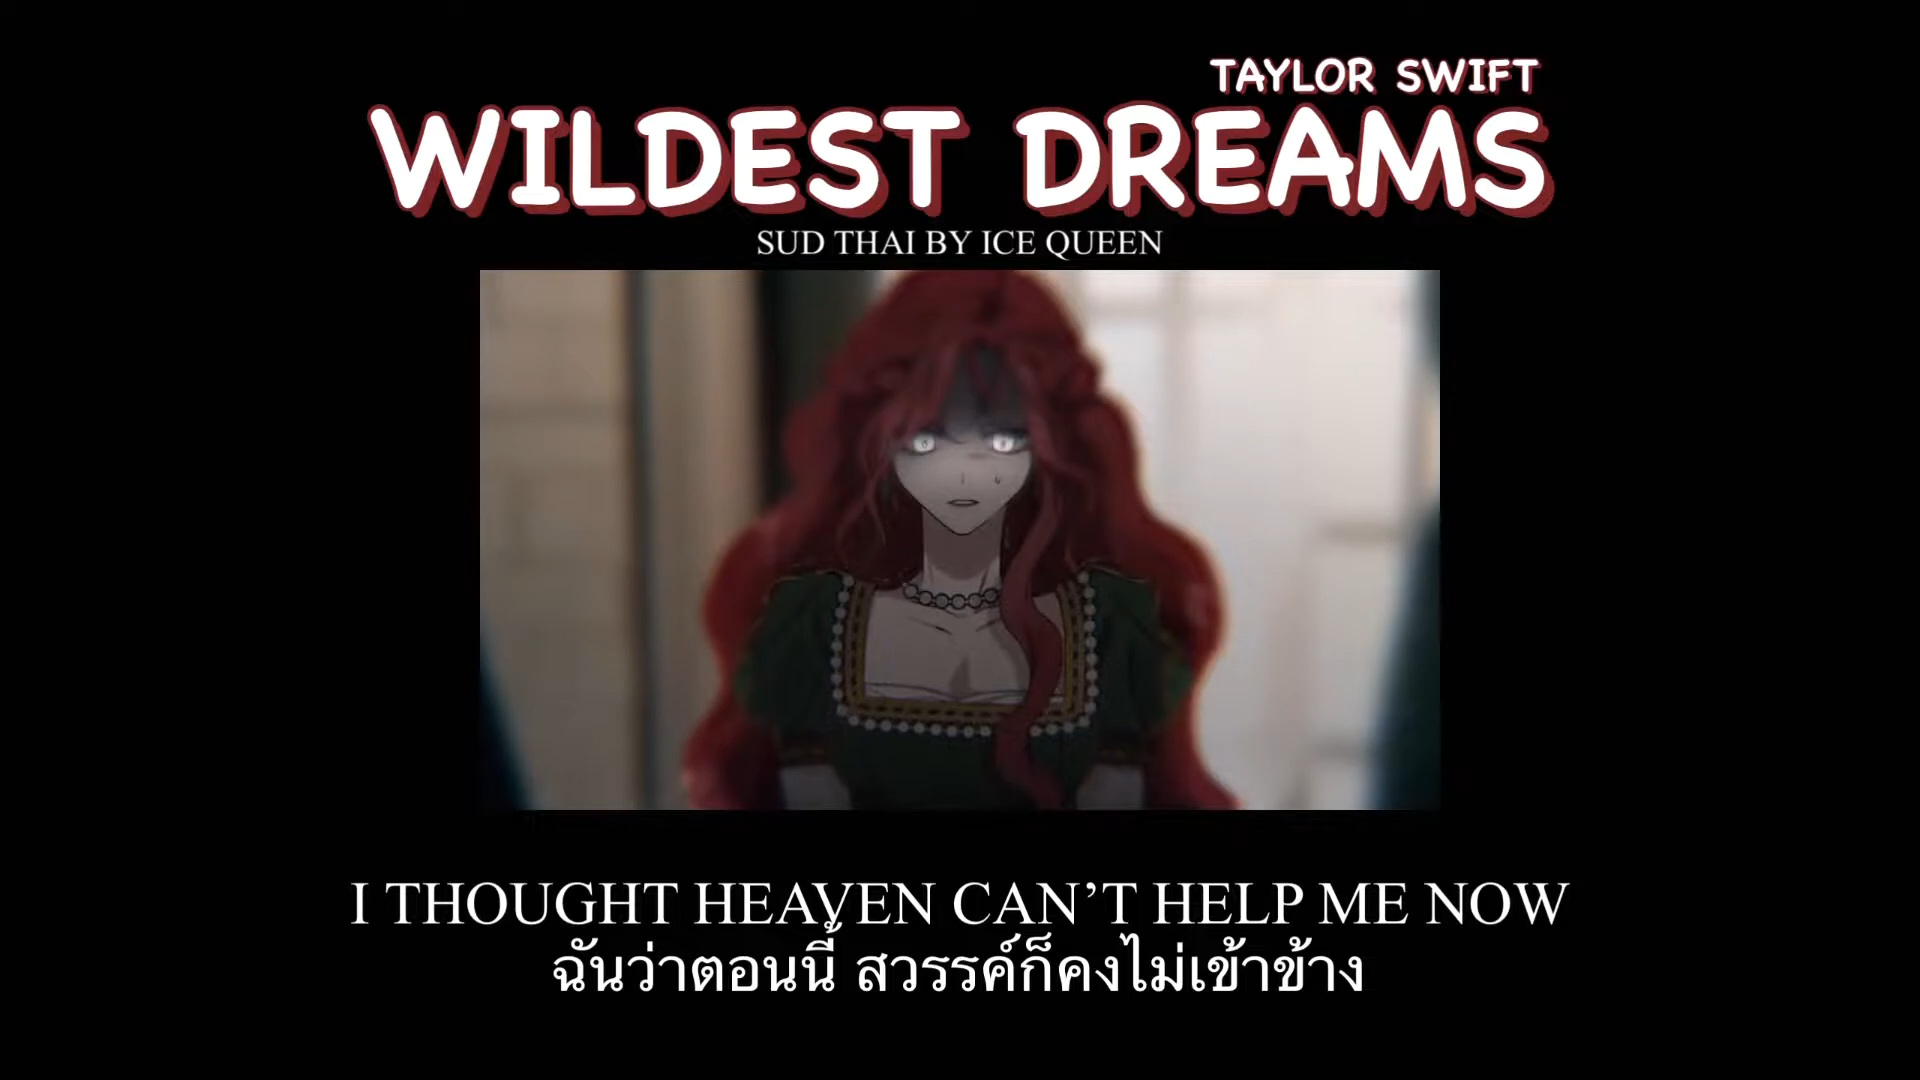 TAYLOR SWIFT
WILDEST DREAMS
SUD THAI BY ICE QUEEN
I THOUGHT HEAVEN CAN’T HELP ME NOW
ฉันว่าตอนนี้ สวรรค์ก็คงไม่เข้าข้าง